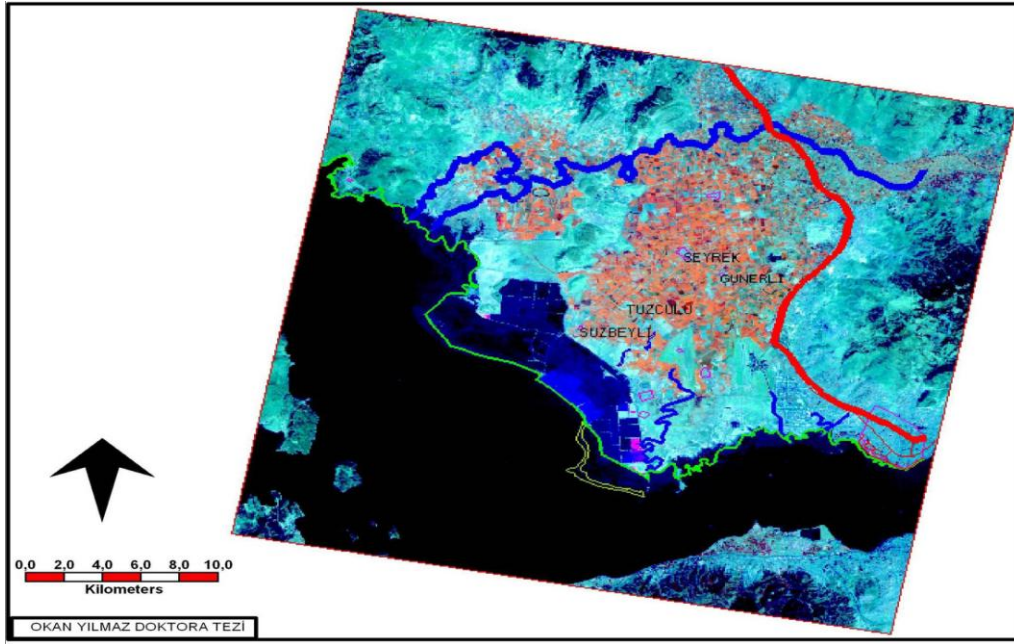 SEYREK
GUNERLI
TUZCULU
SUZBEYLI
0,0 2,0 4,0 6,0 8,0 10,0
Kilometers
OKAN YILMAZ DOKTORA TEZİ